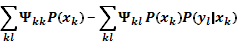 ∑_{kl} Ψ_{kk} P(x_k) − ∑_{kl} Ψ_{kl} P(x_k) P(y_l|x_k)